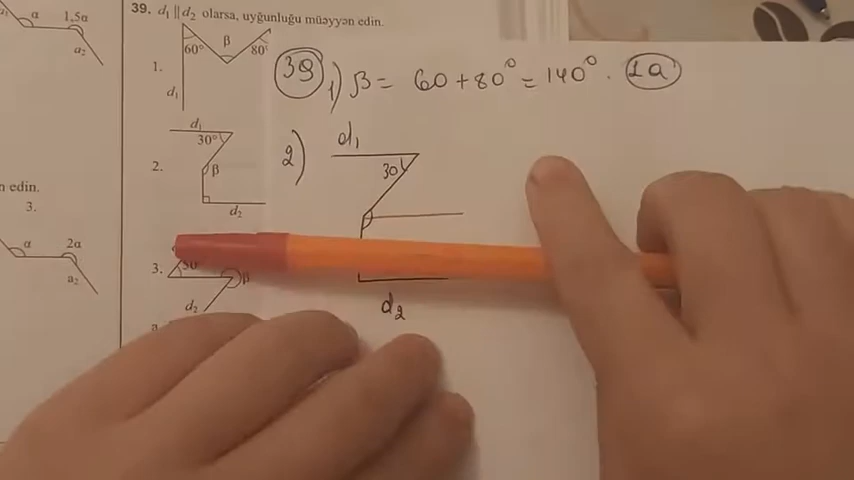 α 1,5α
a₂
n edin.
3.
α 2α
a₂
39. d₁ ∥ d₂ olarsa, uyğunluğu müəyyən edin.
60° β 80°
1.
d₁
d₁
30°
2. β
d₂
3. 30° β
d₂
a
39 1) β = 60 + 80° = 140°. 1a
2) d₁
30
d₂